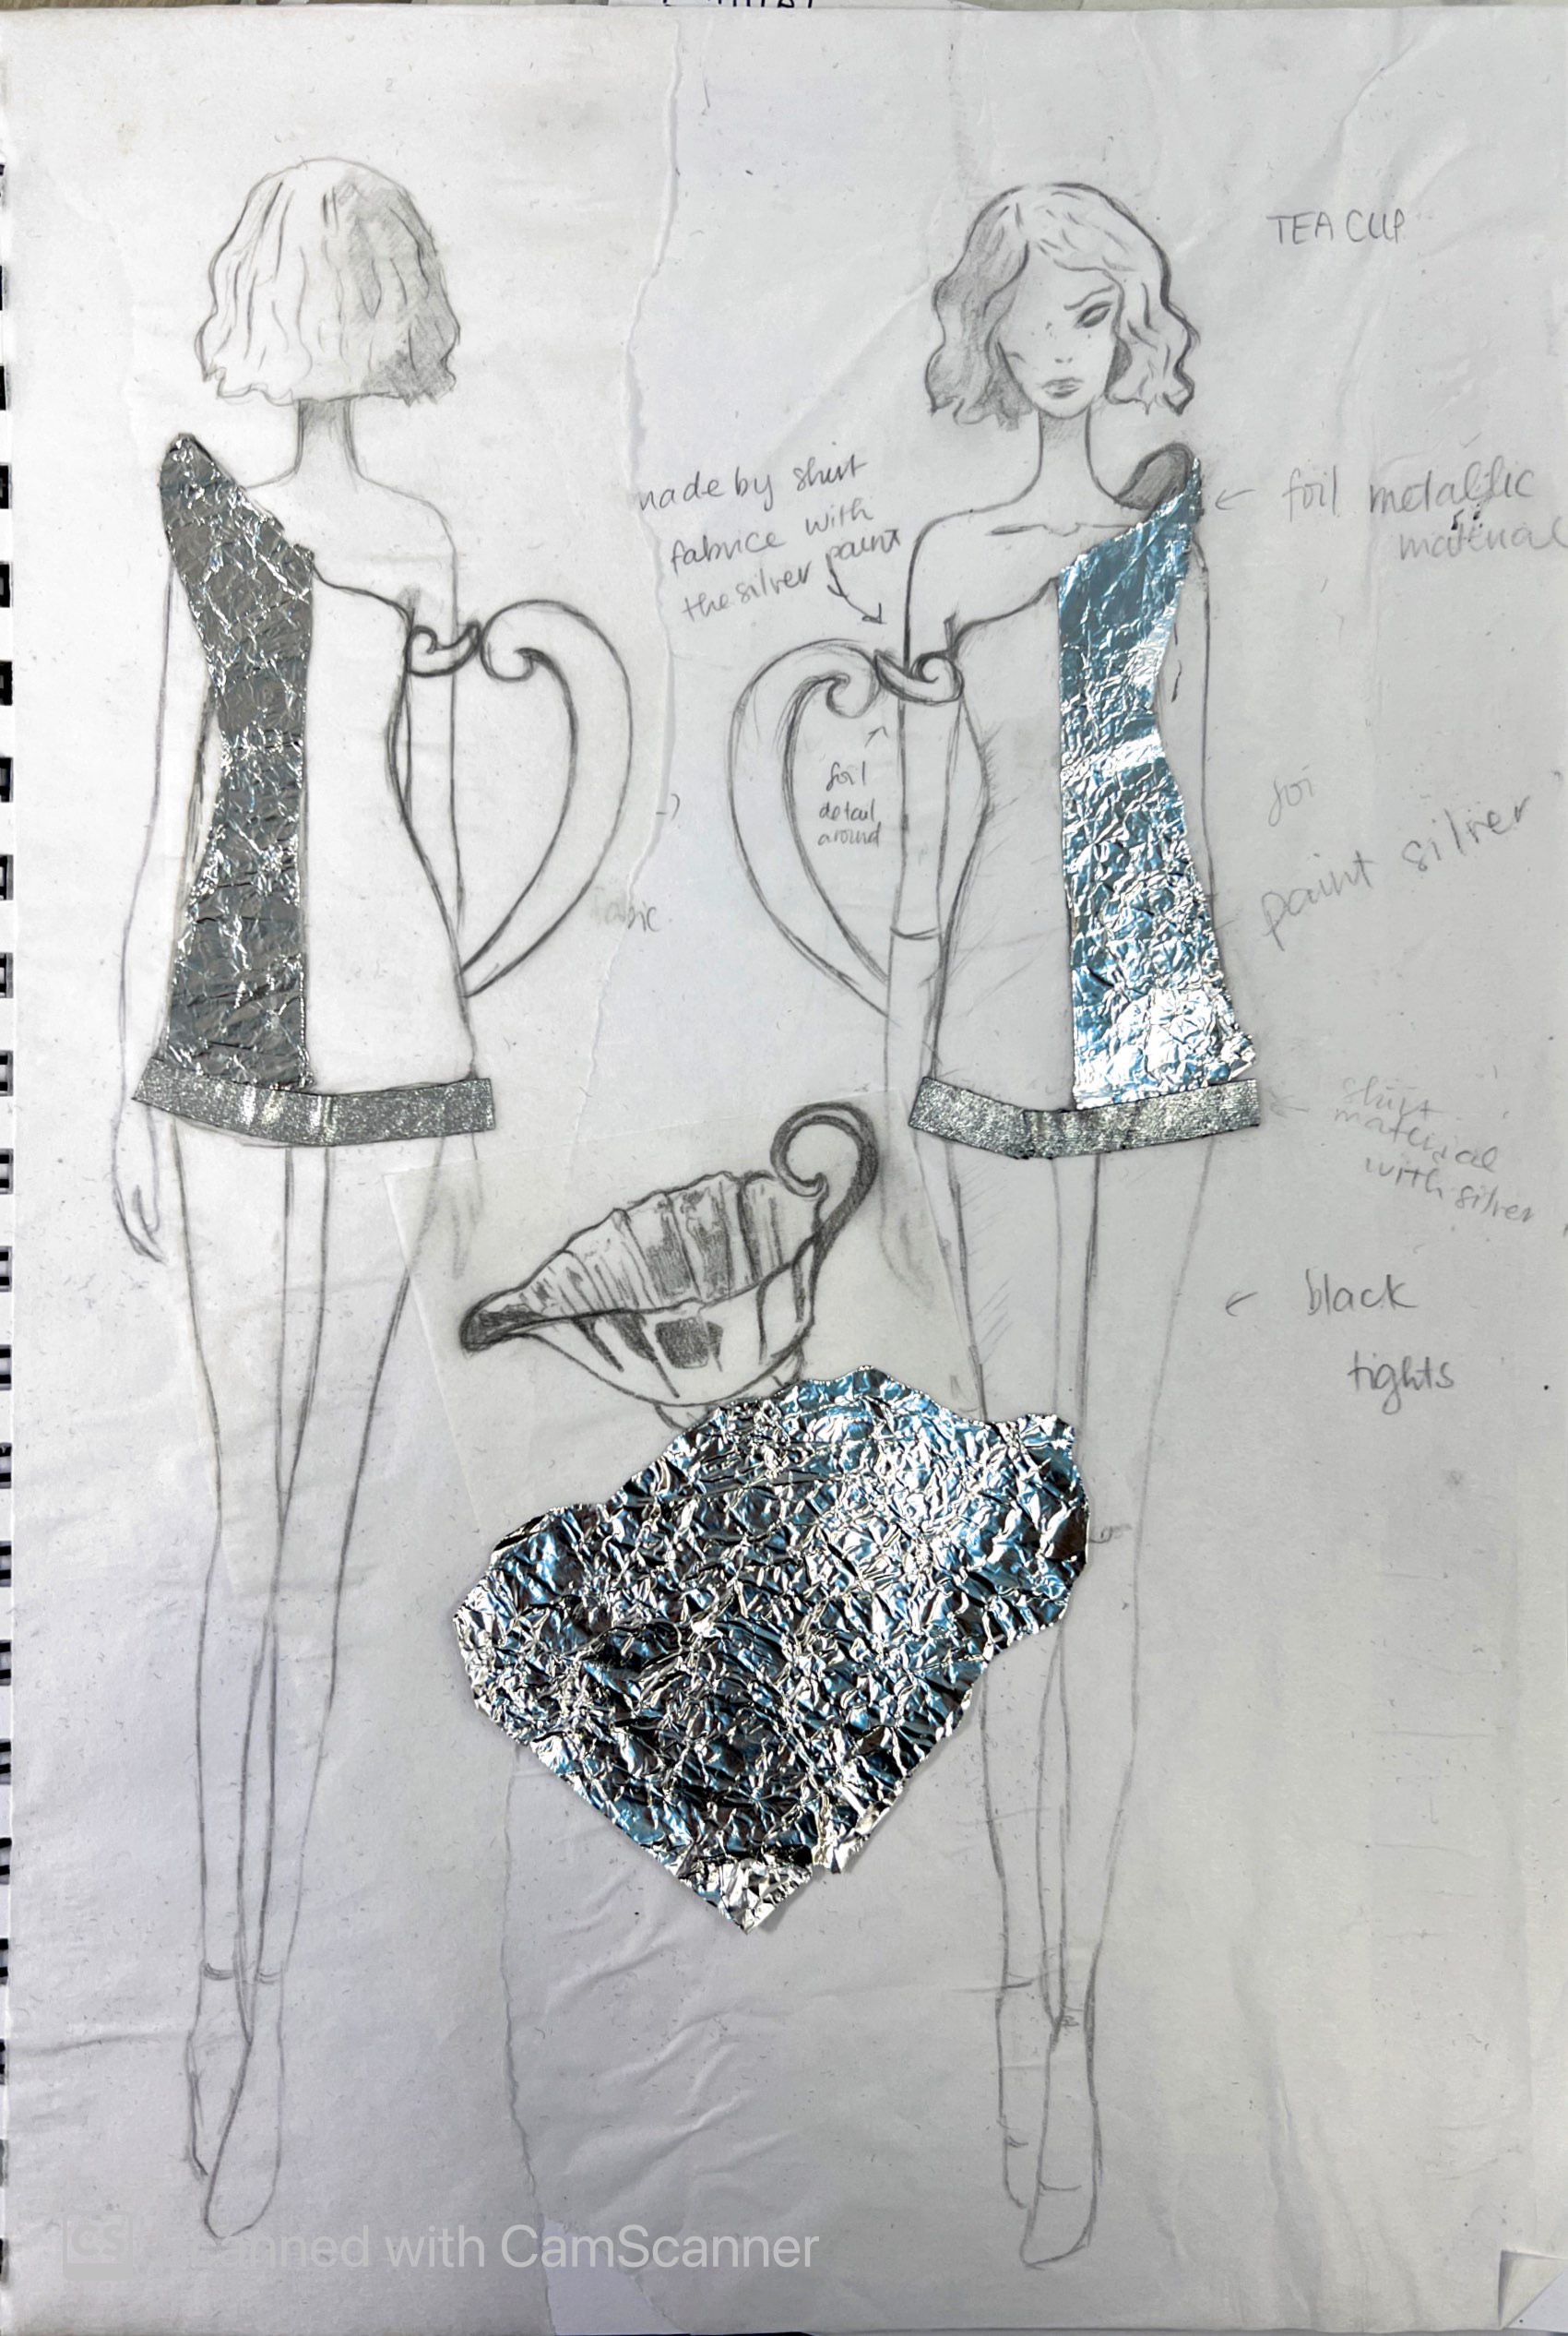 TEA CUP
made by shirt
fabrice with
the silver paint
foil metallic
material
foil
detail
around
foi
paint silver
shirt
material
with silver
black
tights
Scanned with CamScanner
CS